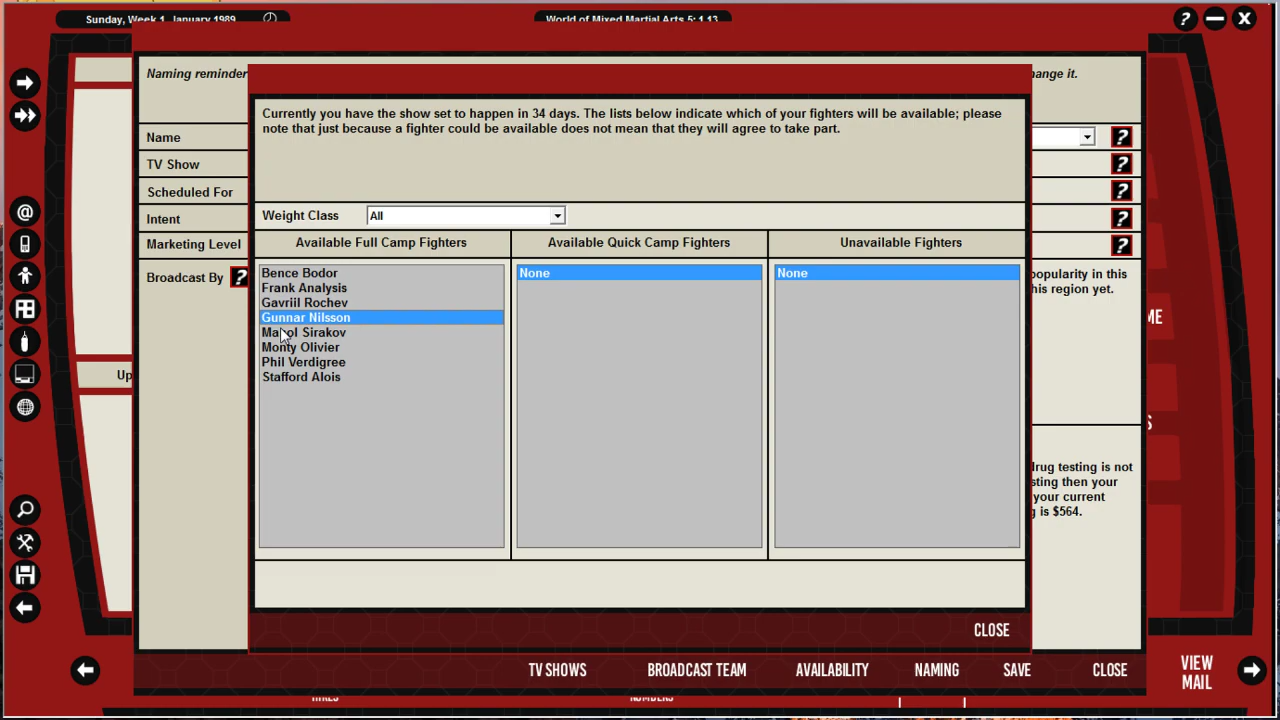 Sunday, Week 1, January 1989
World of Mixed Martial Arts 5: 1.13
?
X
Naming reminder
hange it.
Currently you have the show set to happen in 34 days. The lists below indicate which of your fighters will be available; please
note that just because a fighter could be available does not mean that they will agree to take part.
Name
?
TV Show
?
Scheduled For
?
Intent
?
Marketing Level
?
Broadcast By ?
Weight Class All
Available Full Camp Fighters
Available Quick Camp Fighters
Unavailable Fighters
Bence Bodor
Frank Analysis
Gavriil Rochev
Gunnar Nilsson
Monty Olivier
Phil Verdigree
Stafford Alois
None
None
popularity in this
his region yet.
ME
Up
S
drug testing is not
sting then your
your current
g is $564.
CLOSE
TV SHOWS
BROADCAST TEAM
AVAILABILITY
NAMING
SAVE
CLOSE
VIEW
MAIL
Sirakov
@